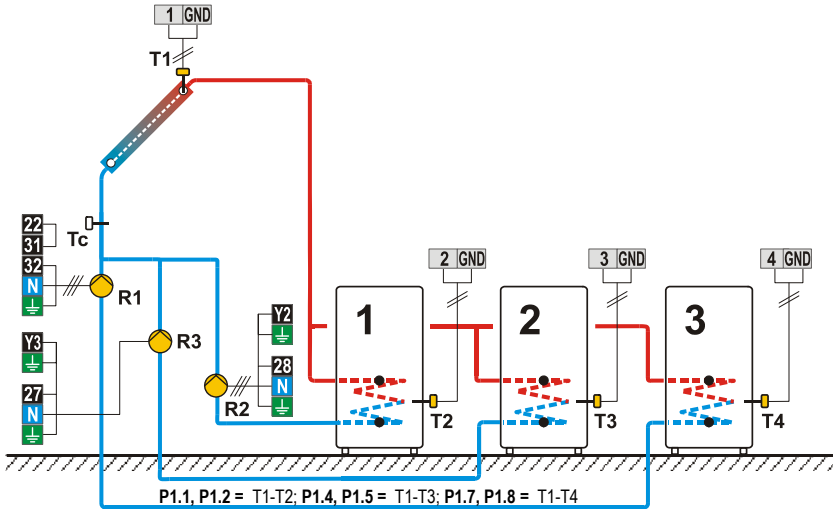 1 GND
T1
22
31
32
N
Tc
R1
Y3
27
N
R3
Y2
28
N
R2
2 GND
3 GND
4 GND
1
2
3
T2
T3
T4
P1.1, P1.2 = T1-T2; P1.4, P1.5 = T1-T3; P1.7, P1.8 = T1-T4